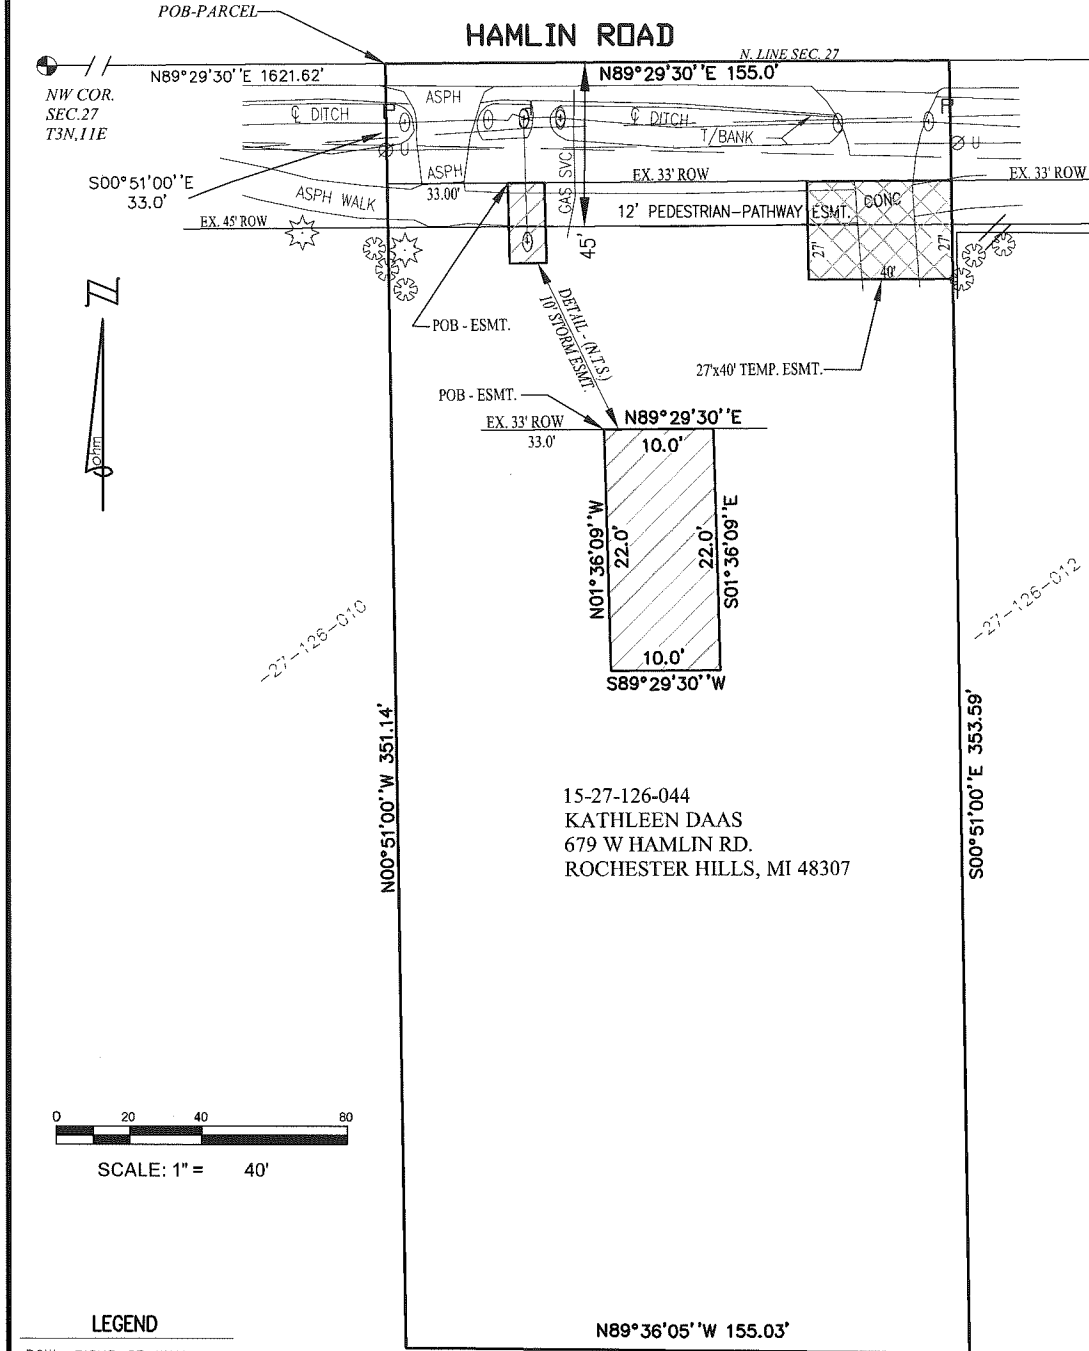 POB-PARCEL
HAMLIN ROAD
N. LINE SEC. 27
N89°29'30''E 1621.62'
N89°29'30''E 155.0'
NW COR.
SEC.27
T3N,11E
ASPH
℄ DITCH
℄ DITCH
T/BANK
P
P
U
U
S00°51'00''E
33.0'
ASPH
33.00'
GAS SVC
EX. 33' ROW
EX. 33' ROW
ASPH WALK
12' PEDESTRIAN-PATHWAY ESMT.
CONC
EX. 45' ROW
45'
27'
27'
40'
Z
POB - ESMT.
DETAIL - (N.T.S.)
10' STORM ESMT.
27'x40' TEMP. ESMT.
POB - ESMT.
EX. 33' ROW
33.0'
N89°29'30''E
10.0'
ohm
N01°36'09''W
22.0'
22.0'
S01°36'09''E
10.0'
S89°29'30''W
-27-126-010
-27-126-012
N00°51'00''W 351.14'
S00°51'00''E 353.59'
15-27-126-044
KATHLEEN DAAS
679 W HAMLIN RD.
ROCHESTER HILLS, MI 48307
0 20 40 80
SCALE: 1" = 40'
LEGEND
N89°36'05''W 155.03'